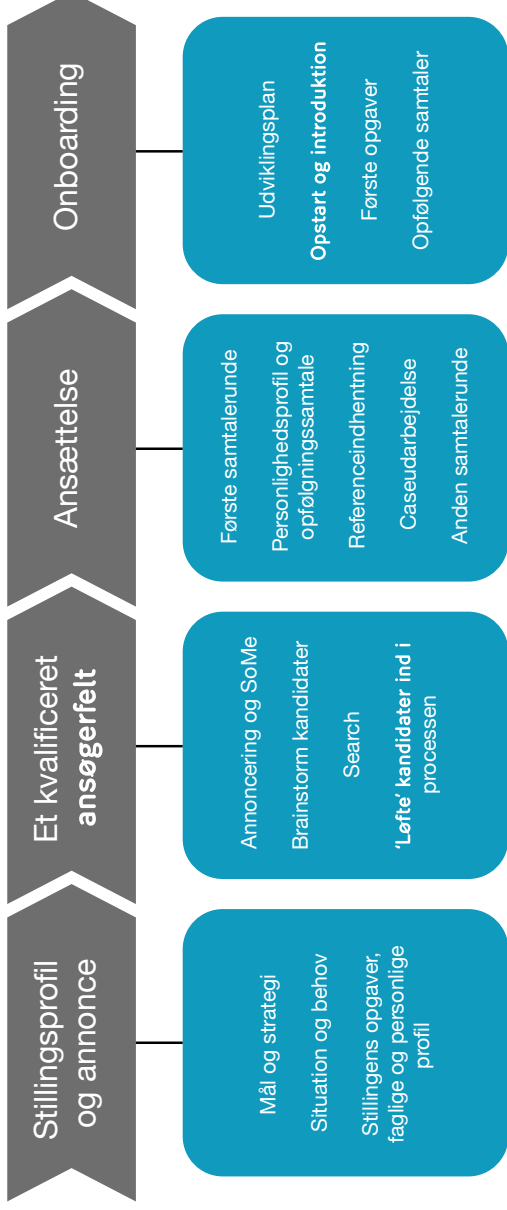 Stillingsprofil
og annonce
Mål og strategi
Situation og behov
Stillingens opgaver,
faglige og personlige
profil
Et kvalificeret
ansøgerfelt
Annoncering og SoMe
Brainstorm kandidater
Search
'Løfte' kandidater ind i
processen
Ansættelse
Første samtalerunde
Personlighedsprofil og
opfølgningssamtale
Referenceindhentning
Caseudarbejdelse
Anden samtalerunde
Onboarding
Udviklingsplan
Opstart og introduktion
Første opgaver
Opfølgende samtaler